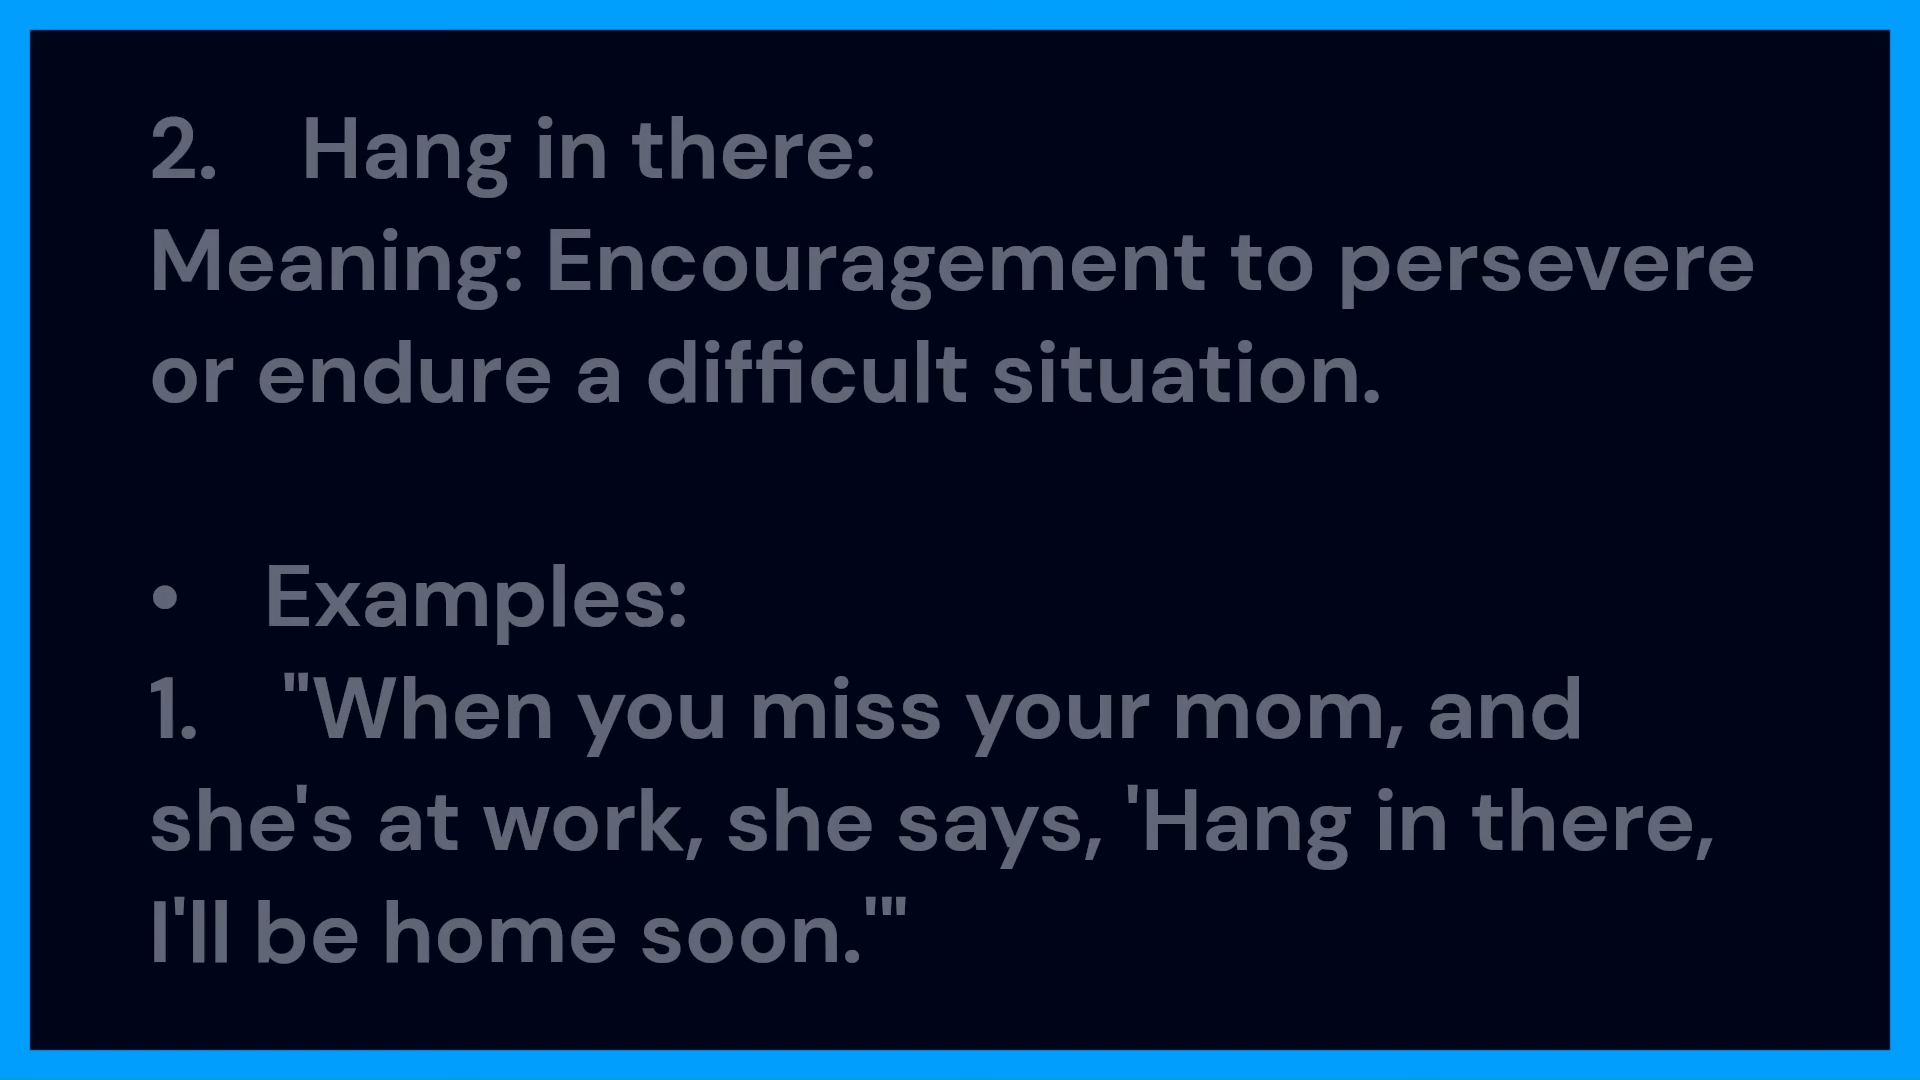 2. Hang in there:
Meaning: Encouragement to persevere
or endure a difficult situation.
• Examples:
1. "When you miss your mom, and
she's at work, she says, 'Hang in there,
I'll be home soon.'"